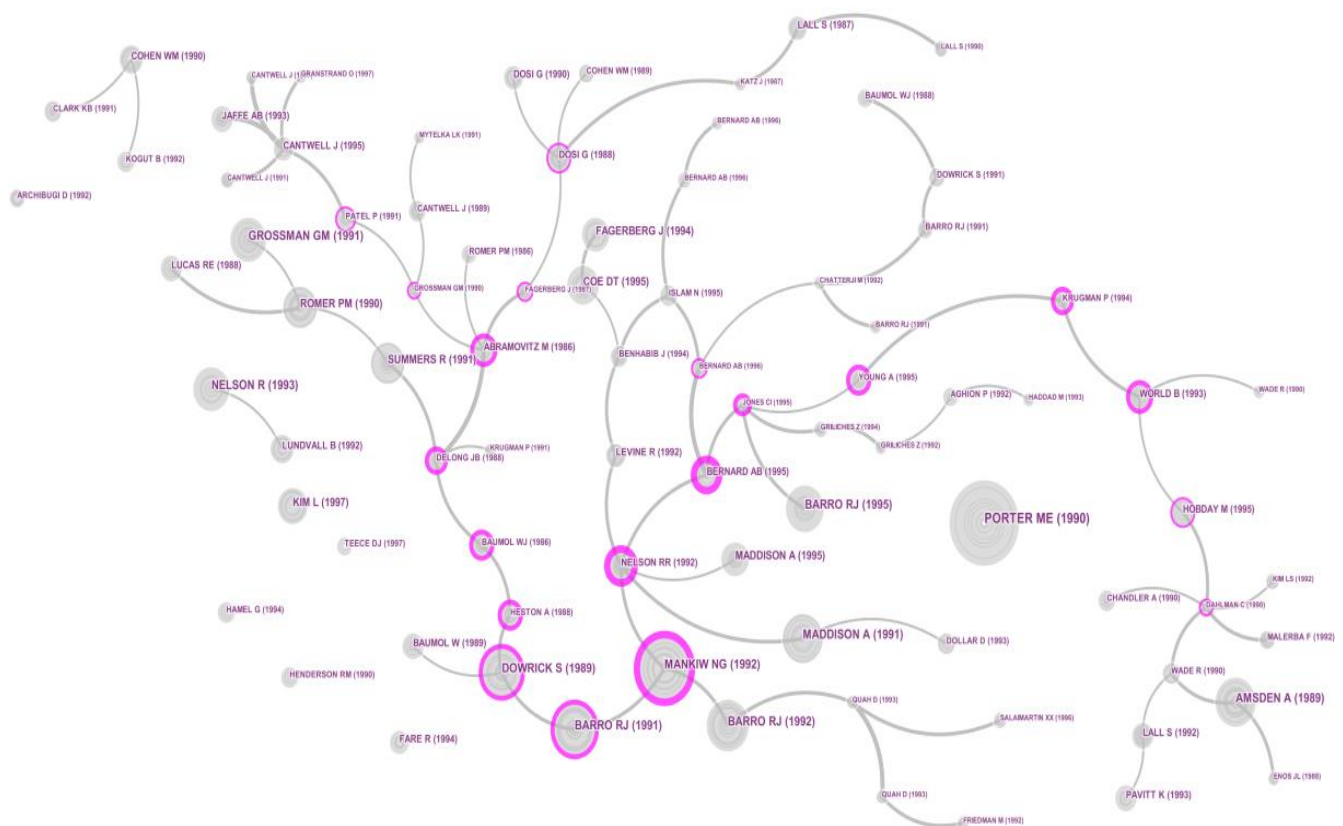 LALL S (1987)
LALL S (1990)
COHEN WM (1990)
CANTWELL J (1
GRANSTRAND O (1997)
DOSI G (1990)
COHEN WM (1989)
KATZ J (1987)
BAUMOL WJ (1988)
CLARK KB (1991)
JAFFE AB (1993)
BERNARD AB (1996)
MYTELKA LK (1991)
CANTWELL J (1995)
DOSI G (1988)
KOGUT B (1992)
CANTWELL J (1991)
BERNARD AB (1996)
DOWRICK S (1991)
ARCHIBUGI D (1992)
PATEL P (1991)
CANTWELL J (1989)
BARRO RJ (1991)
GROSSMAN GM (1991)
FAGERBERG J (1994)
ROMER PM (1986)
LUCAS RE (1988)
COE DT (1995)
CHATTERJI M (1992)
GROSSMAN GM (1990)
FAGERBERG J (1987)
ISLAM N (1995)
ROMER PM (1990)
KRUGMAN P (1994)
BARRO RJ (1991)
ABRAMOVITZ M (1986)
SUMMERS R (1991)
BENHABIB J (1994)
BERNARD AB (1996)
YOUNG A (1995)
NELSON R (1993)
WORLD B (1993)
WADE R (1990)
AGHION P (1992)
HADDAD M (1993)
JONES CI (1995)
GRILICHES Z (1994)
LUNDVALL B (1992)
KRUGMAN P (1991)
GRILICHES Z (1992)
DELONG JB (1988)
LEVINE R (1992)
BERNARD AB (1995)
KIM L (1997)
BARRO RJ (1995)
PORTER ME (1990)
HOBDAY M (1995)
TEECE DJ (1997)
BAUMOL WJ (1986)
MADDISON A (1995)
NELSON RR (1992)
KIM LS (1992)
CHANDLER A (1990)
DAHLMAN C (1990)
HAMEL G (1994)
HESTON A (1988)
MADDISON A (1991)
DOLLAR D (1993)
MALERBA F (1992)
BAUMOL W (1989)
DOWRICK S (1989)
MANKIW NG (1992)
WADE R (1990)
HENDERSON RM (1990)
AMSDEN A (1989)
QUAH D (1993)
SALAIMARTIN XX (1996)
BARRO RJ (1991)
BARRO RJ (1992)
LALL S (1992)
FARE R (1994)
ENOS JL (1988)
QUAH D (1993)
PAVITT K (1993)
FRIEDMAN M (1992)